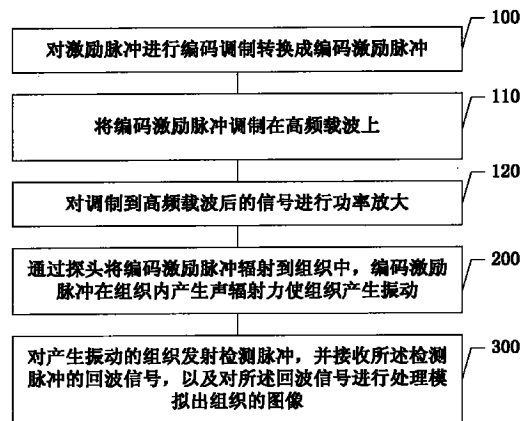 100
对激励脉冲进行编码调制转换成编码激励脉冲
110
将编码激励脉冲调制在高频载波上
120
对调制到高频载波后的信号进行功率放大
200
通过探头将编码激励脉冲辐射到组织中，编码激励
脉冲在组织内产生声辐射力使组织产生振动
300
对产生振动的组织发射检测脉冲，并接收所述检测
脉冲的回波信号，以及对所述回波信号进行处理模
拟出组织的图像